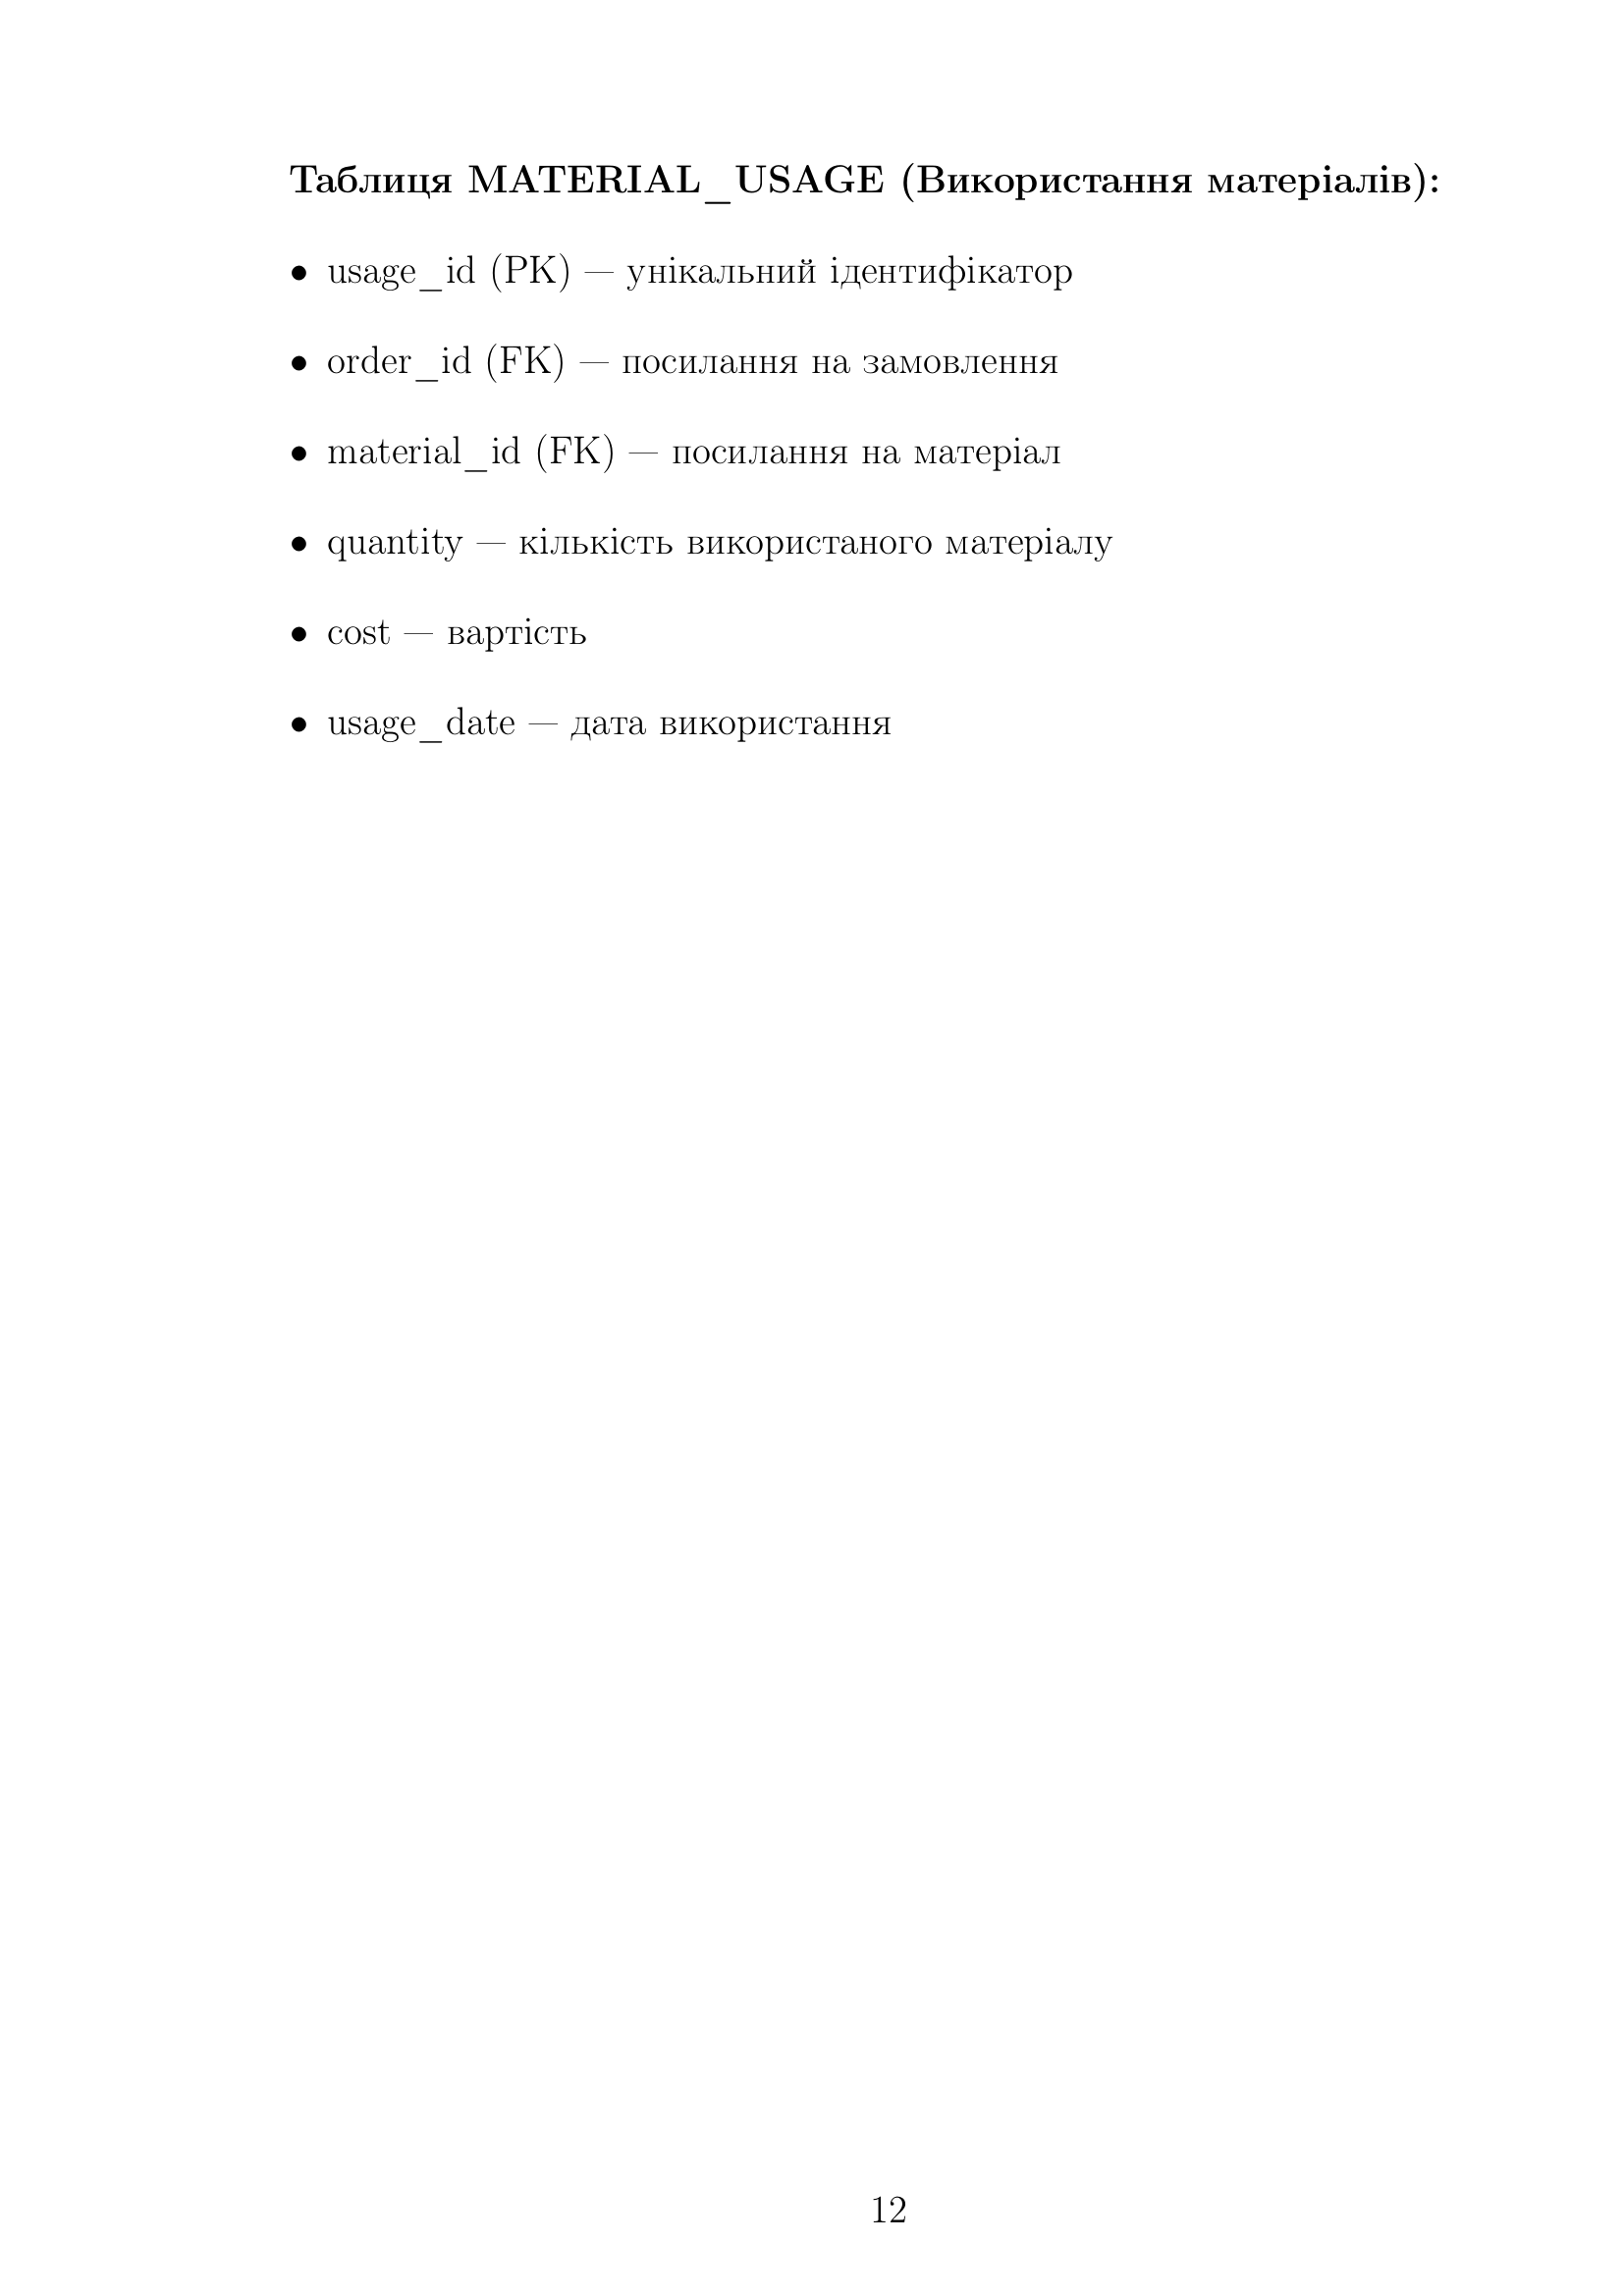 Таблиця MATERIAL_USAGE (Використання матеріалів):
• usage_id (PK) — унікальний ідентифікатор
• order_id (FK) — посилання на замовлення
• material_id (FK) — посилання на матеріал
• quantity — кількість використаного матеріалу
• cost — вартість
• usage_date — дата використання
12